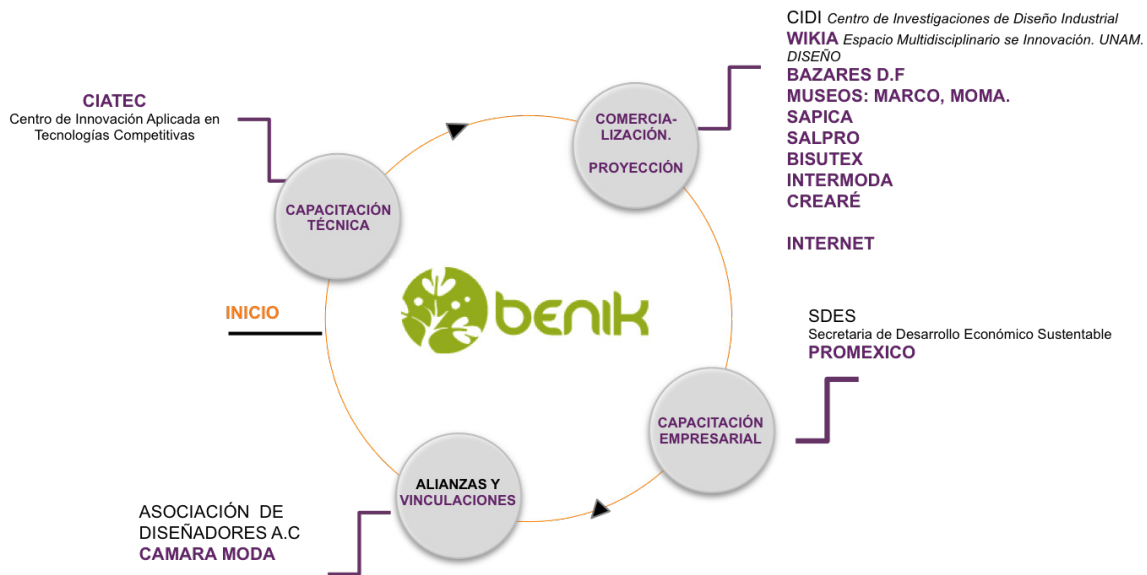 CIATEC
Centro de Innovación Aplicada en
Tecnologías Competitivas
CAPACITACIÓN
TÉCNICA
COMERCIA-
LIZACIÓN.
PROYECCIÓN
CIDI Centro de Investigaciones de Diseño Industrial
WIKIA Espacio Multidisciplinario se Innovación. UNAM.
DISEÑO
BAZARES D.F
MUSEOS: MARCO, MOMA.
SAPICA
SALPRO
BISUTEX
INTERMODA
CREARÉ
INTERNET
INICIO
benik
SDES
Secretaria de Desarrollo Económico Sustentable
PROMEXICO
CAPACITACIÓN
EMPRESARIAL
ALIANZAS Y
VINCULACIONES
ASOCIACIÓN DE
DISEÑADORES A.C
CAMARA MODA